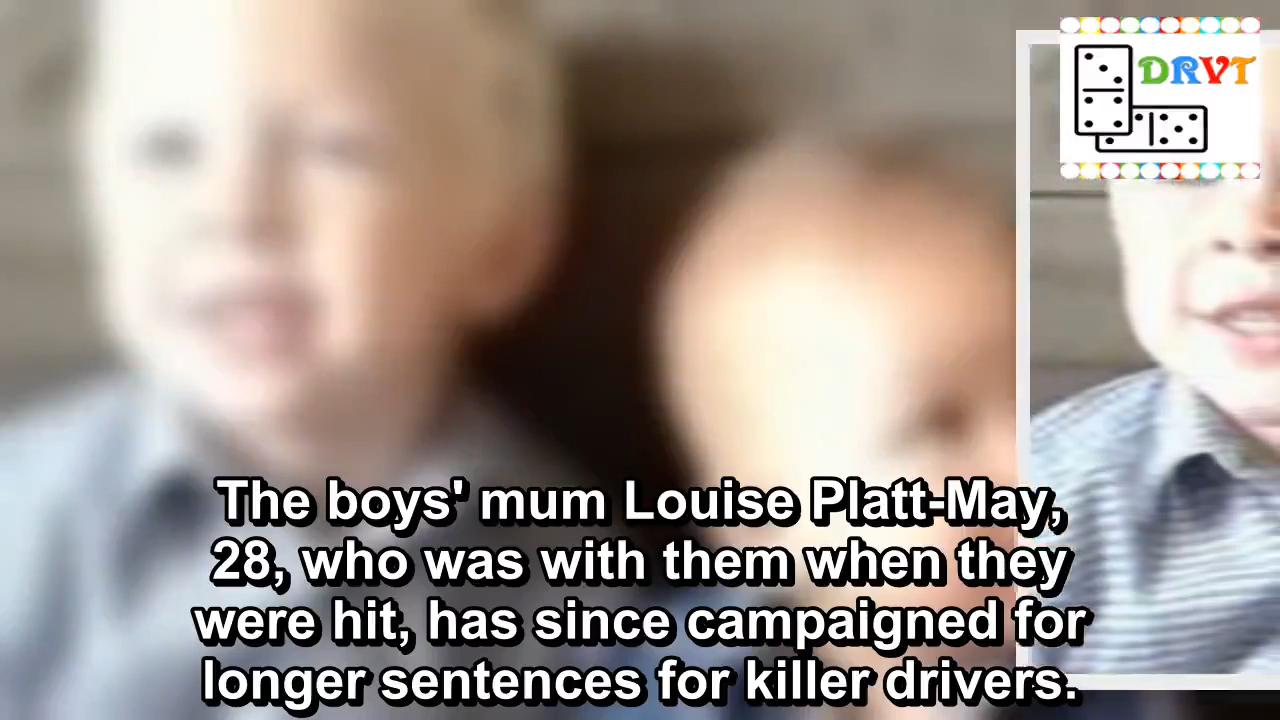 DRVT
The boys' mum Louise Platt-May,
28, who was with them when they
were hit, has since campaigned for
longer sentences for killer drivers.